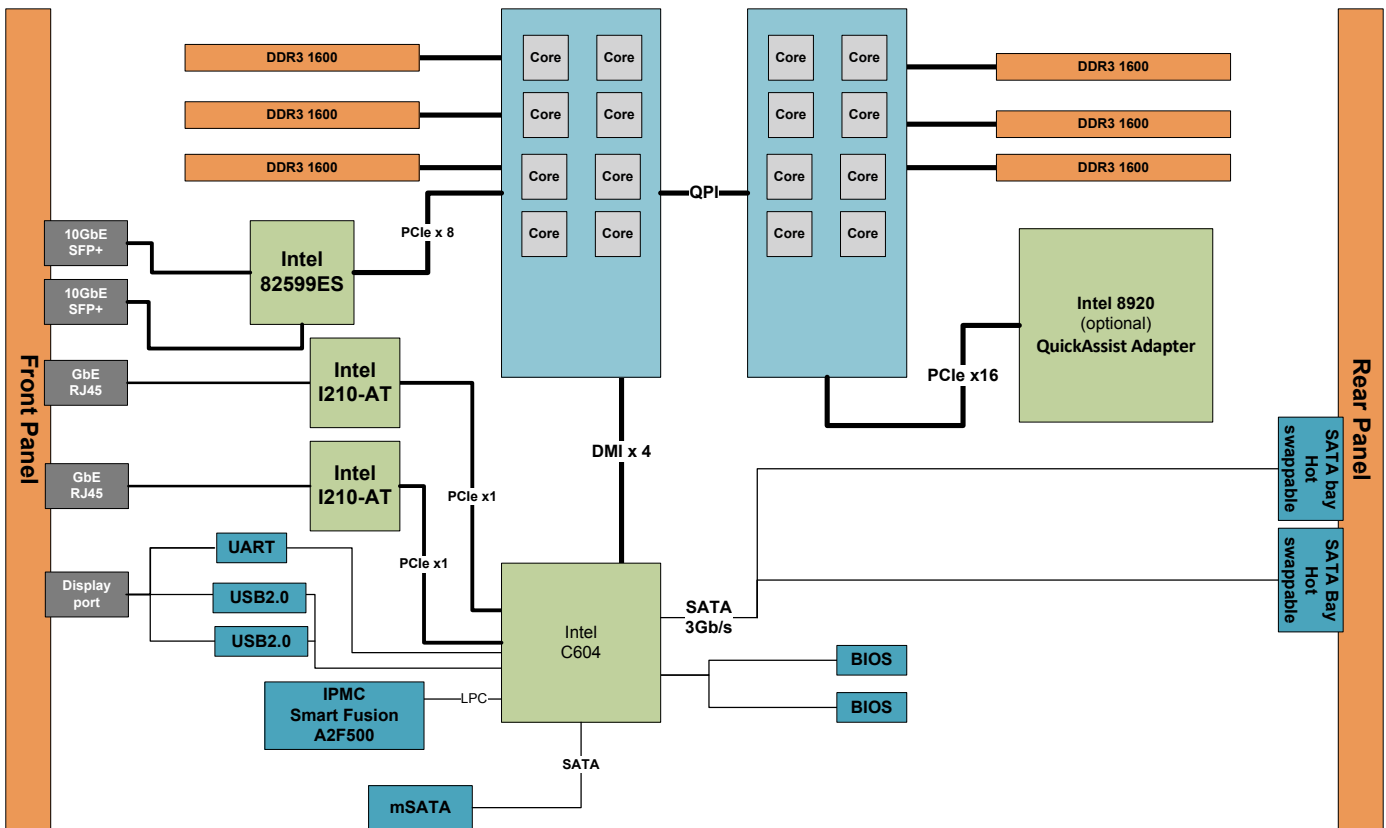 DDR3 1600
DDR3 1600
DDR3 1600
Core
Core
Core
Core
Core
Core
Core
Core
QPI
Core
Core
Core
Core
Core
Core
Core
Core
DDR3 1600
DDR3 1600
DDR3 1600
Front Panel
10GbE
SFP+
10GbE
SFP+
Intel
82599ES
PCIe x 8
GbE
RJ45
Intel
I210-AT
PCIe x1
GbE
RJ45
Intel
I210-AT
PCIe x1
DMI x 4
PCIe x16
Intel 8920
(optional)
QuickAssist Adapter
Rear Panel
SATA bay
Hot
swappable
SATA Bay
Hot
swappable
Display
port
UART
USB2.0
USB2.0
IPMC
Smart Fusion
A2F500
LPC
Intel
C604
SATA
3Gb/s
BIOS
BIOS
SATA
mSATA